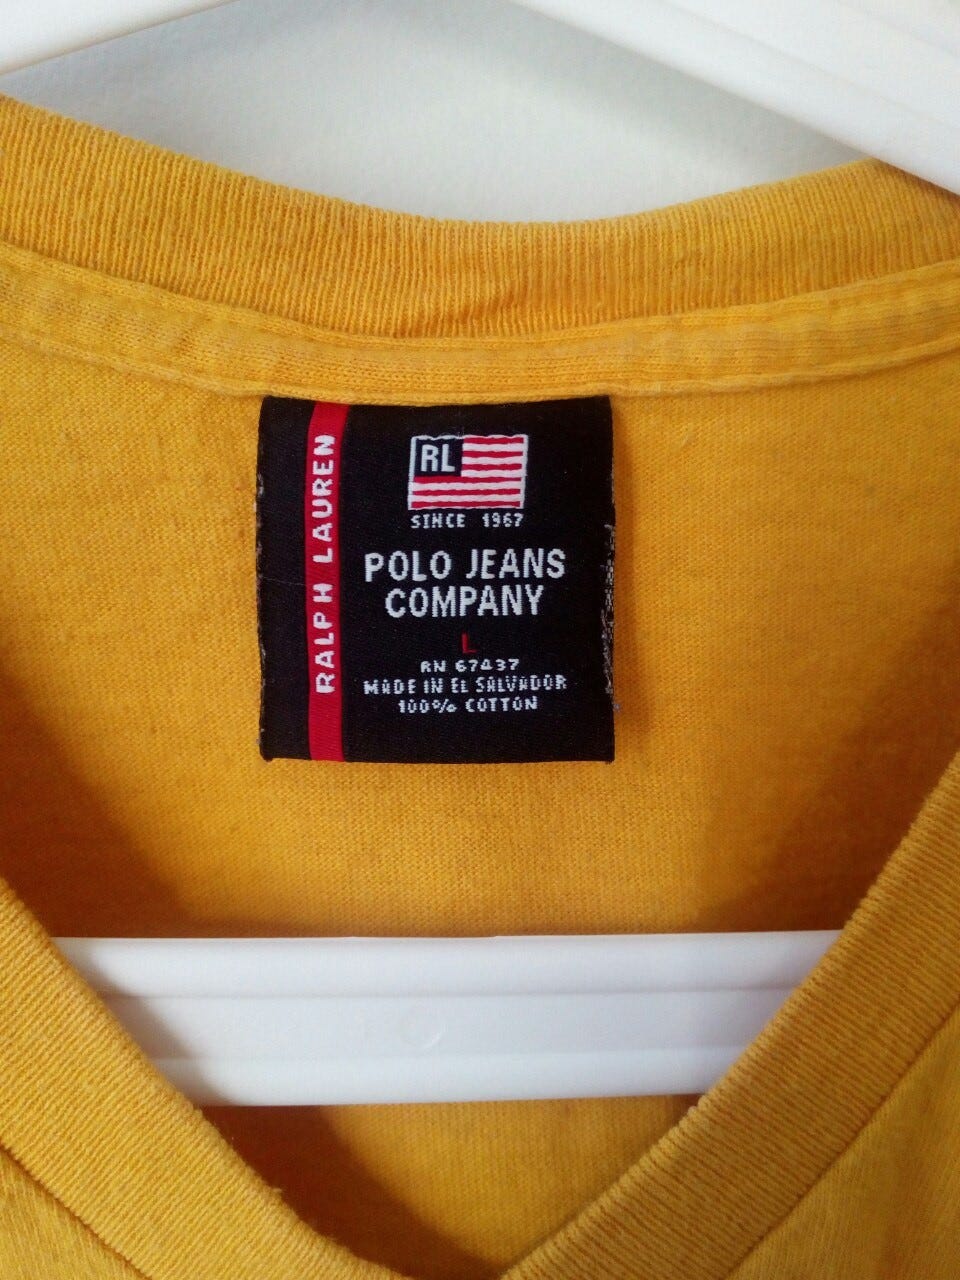 RALPH LAUREN
RL
SINCE 1967
POLO JEANS
COMPANY
L
RN 67437
MADE IN EL SALVADOR
100% COTTON